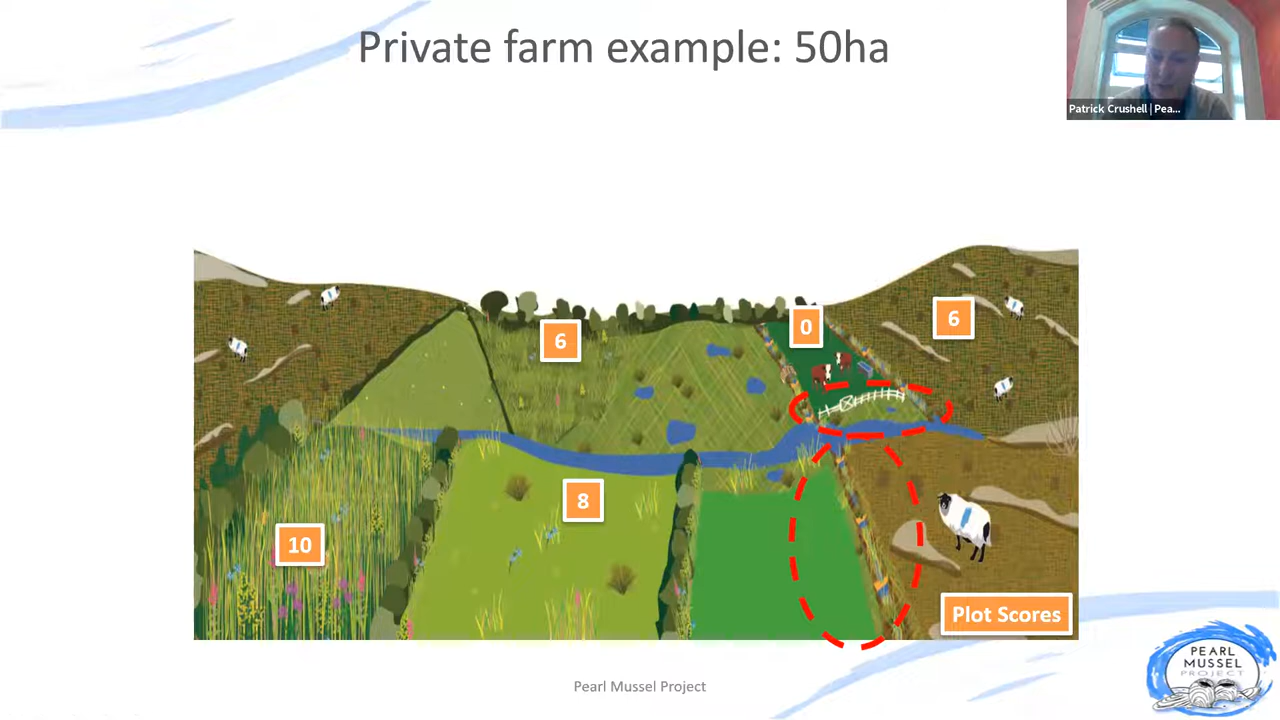 Private farm example: 50ha
Patrick Crushell | Pea...
6
0
6
8
10
Plot Scores
Pearl Mussel Project
PEARL
MUSSEL
PROJECT